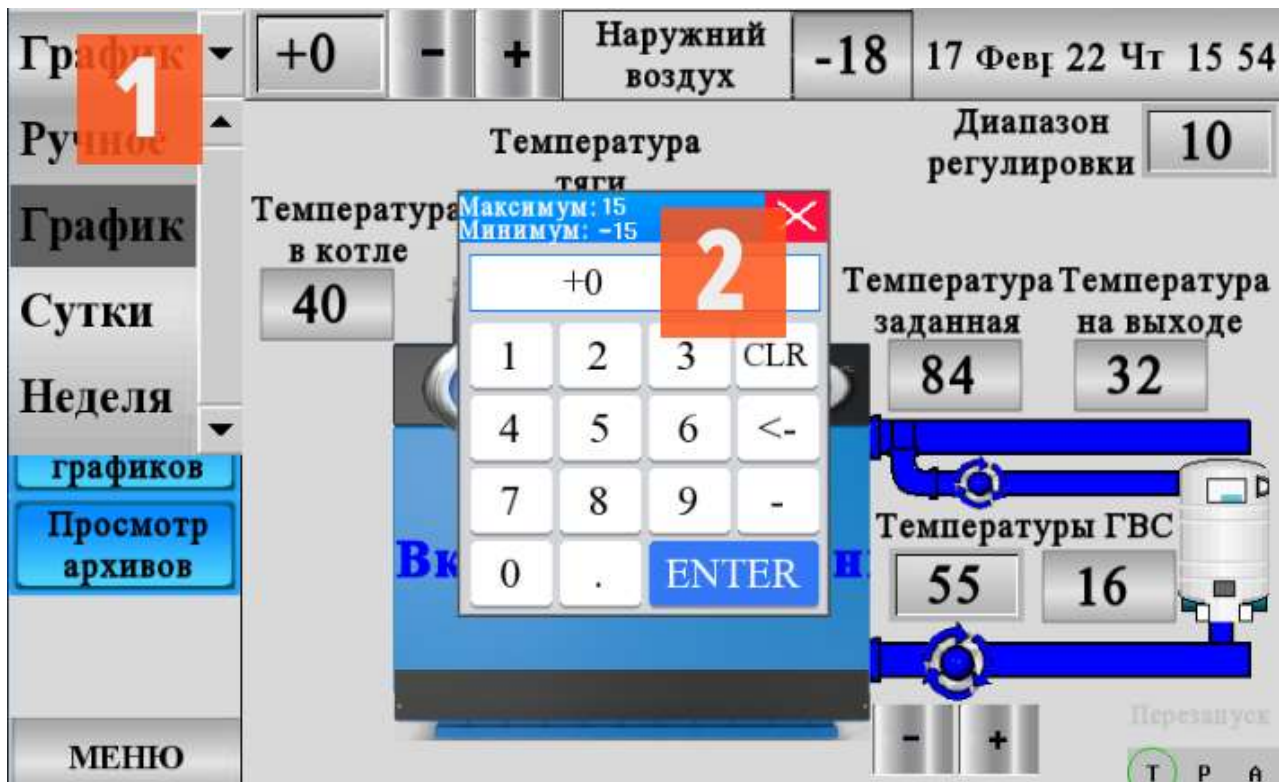 График +0 - + Наружний воздух -18 17 Февр 22 Чт 15 54
1
Ручное
График
Сутки
Неделя
графиков
Просмотр
архивов
МЕНЮ
Температура
тяги
Температура
в котле
40
Диапазон
регулировки 10
Максимум: 15
Минимум: -15
2
+0
1 2 3 CLR
4 5 6 <-
7 8 9 -
0 . ENTER
Температура Температура
заданная на выходе
84 32
Температуры ГВС
55 16
- +
Перезапуск
Т Р А